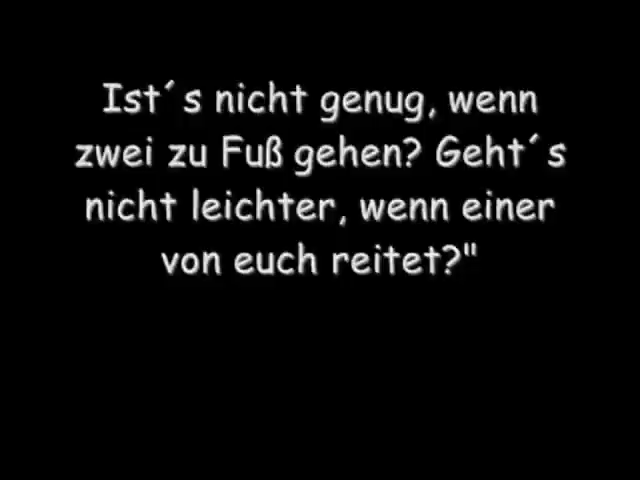 Ist´s nicht genug, wenn
zwei zu Fuß gehen? Geht´s
nicht leichter, wenn einer
von euch reitet?"